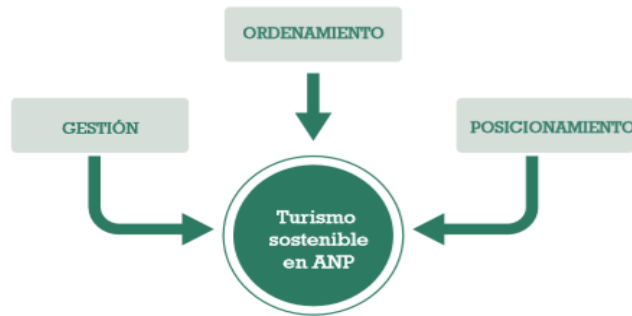 ORDENAMIENTO
GESTIÓN
POSICIONAMIENTO
Turismo
sostenible
en ANP